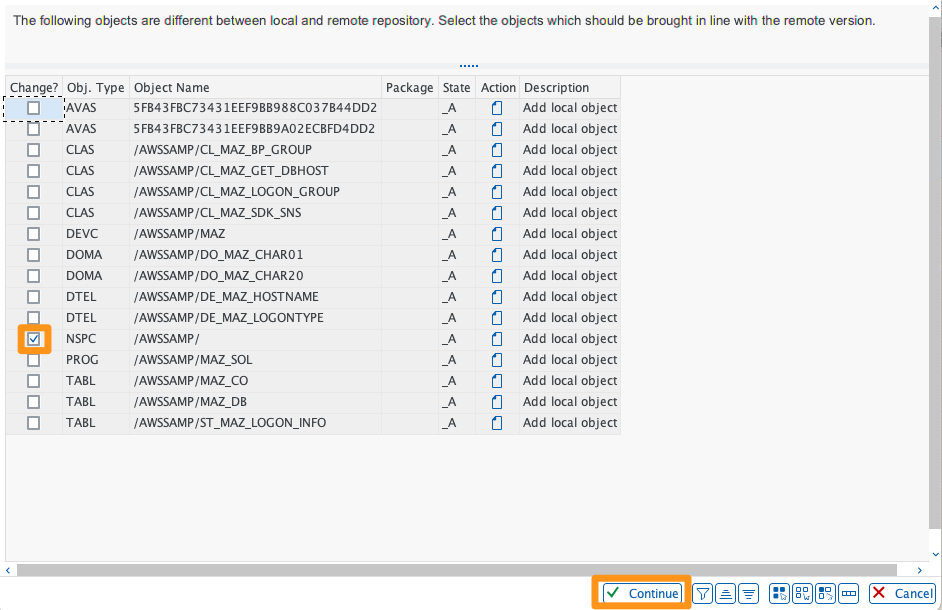 The following objects are different between local and remote repository. Select the objects which should be brought in line with the remote version.
Change? Obj. Type Object Name Package State Action Description
AVAS 5FB43FBC73431EEF9BB988C037B44DD2 _A Add local object
AVAS 5FB43FBC73431EEF9BB9A02ECBFD4DD2 _A Add local object
CLAS /AWSSAMP/CL_MAZ_BP_GROUP _A Add local object
CLAS /AWSSAMP/CL_MAZ_GET_DBHOST _A Add local object
CLAS /AWSSAMP/CL_MAZ_LOGON_GROUP _A Add local object
CLAS /AWSSAMP/CL_MAZ_SDK_SNS _A Add local object
DEVC /AWSSAMP/MAZ _A Add local object
DOMA /AWSSAMP/DO_MAZ_CHAR01 _A Add local object
DOMA /AWSSAMP/DO_MAZ_CHAR20 _A Add local object
DTEL /AWSSAMP/DE_MAZ_HOSTNAME _A Add local object
DTEL /AWSSAMP/DE_MAZ_LOGONTYPE _A Add local object
NSPC /AWSSAMP/ _A Add local object
PROG /AWSSAMP/MAZ_SOL _A Add local object
TABL /AWSSAMP/MAZ_CO _A Add local object
TABL /AWSSAMP/MAZ_DB _A Add local object
TABL /AWSSAMP/ST_MAZ_LOGON_INFO _A Add local object
Continue Cancel